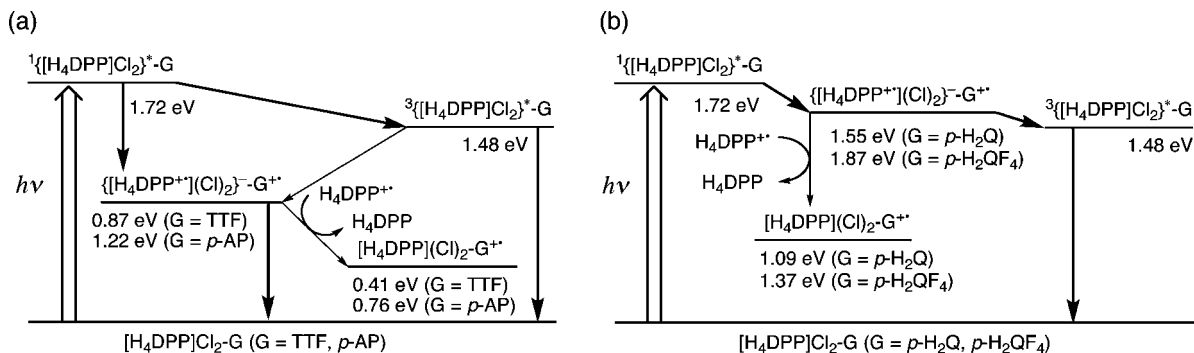 (a)
¹{[H₄DPP]Cl₂}*-G
1.72 eV
³{[H₄DPP]Cl₂}*-G
1.48 eV
hν
{[H₄DPP⁺•](Cl)₂}⁻-G⁺•
0.87 eV (G = TTF)
1.22 eV (G = p-AP)
H₄DPP⁺•
H₄DPP
[H₄DPP](Cl)₂-G⁺•
0.41 eV (G = TTF)
0.76 eV (G = p-AP)
[H₄DPP]Cl₂-G (G = TTF, p-AP)
(b)
¹{[H₄DPP]Cl₂}*-G
1.72 eV
{[H₄DPP⁺•](Cl)₂}⁻-G⁺•
1.55 eV (G = p-H₂Q)
1.87 eV (G = p-H₂QF₄)
³{[H₄DPP]Cl₂}*-G
1.48 eV
hν
H₄DPP⁺•
H₄DPP
[H₄DPP](Cl)₂-G⁺•
1.09 eV (G = p-H₂Q)
1.37 eV (G = p-H₂QF₄)
[H₄DPP]Cl₂-G (G = p-H₂Q, p-H₂QF₄)